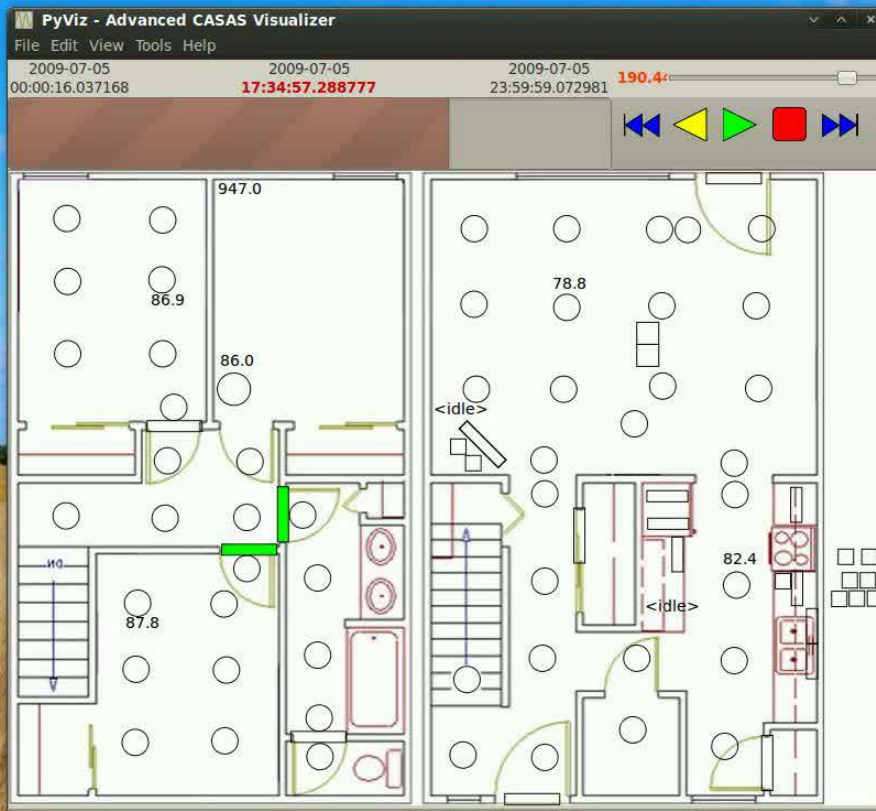 PyViz - Advanced CASAS Visualizer
File Edit View Tools Help
2009-07-05 2009-07-05 2009-07-05
00:00:16.037168 17:34:57.288777 23:59:59.072981
947.0
86.9
78.8
86.0
<idle>
DN
82.4
<idle>
87.8